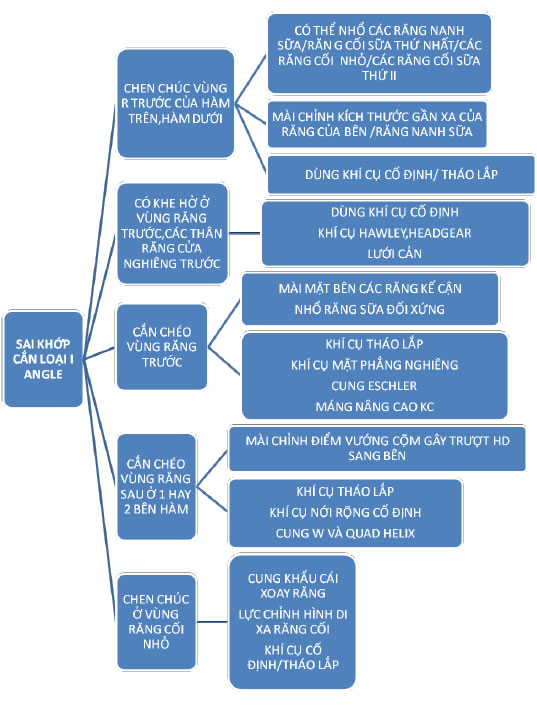 SAI KHỚP
CẮN LOẠI I
ANGLE
CHEN CHÚC VÙNG
R TRƯỚC CỦA HÀM
TRÊN,HÀM DƯỚI
CÓ THỂ NHỔ CÁC RĂNG NANH
SỮA/RĂNG CỐI SỮA THỨ NHẤT/CÁC
RĂNG CỐI NHỎ/CÁC RĂNG CỐI SỮA
THỨ II
MÀI CHỈNH KÍCH THƯỚC GẦN XA CỦA
RĂNG CỦA BÊN /RĂNG NANH SỮA
DÙNG KHÍ CỤ CỐ ĐỊNH/ THÁO LẮP
CÓ KHE HỞ Ở
VÙNG RĂNG
TRƯỚC,CÁC THÂN
RĂNG CỬA
NGHIÊNG TRƯỚC
DÙNG KHÍ CỤ CỐ ĐỊNH
KHÍ CỤ HAWLEY,HEADGEAR
LƯỚI CẢN
CẮN CHÉO
VÙNG RĂNG
TRƯỚC
MÀI MẶT BÊN CÁC RĂNG KẾ CẬN
NHỔ RĂNG SỮA ĐỐI XỨNG
KHÍ CỤ THÁO LẮP
KHÍ CỤ MẶT PHẲNG NGHIÊNG
CUNG ESCHLER
MÁNG NÂNG CAO KC
CẮN CHÉO
VÙNG RĂNG
SAU Ở 1 HAY
2 BÊN HÀM
MÀI CHỈNH ĐIỂM VƯỚNG CỘM GÂY TRƯỢT HD
SANG BÊN
KHÍ CỤ THÁO LẮP
KHÍ CỤ NỚI RỘNG CỐ ĐỊNH
CUNG W VÀ QUAD HELIX
CHEN CHÚC
Ở VÙNG
RĂNG CỐI
NHỎ
CUNG KHẨU CÁI
XOAY RĂNG
LỰC CHỈNH HÌNH DI
XA RĂNG CỐI
KHÍ CỤ CỐ
ĐỊNH/THÁO LẮP